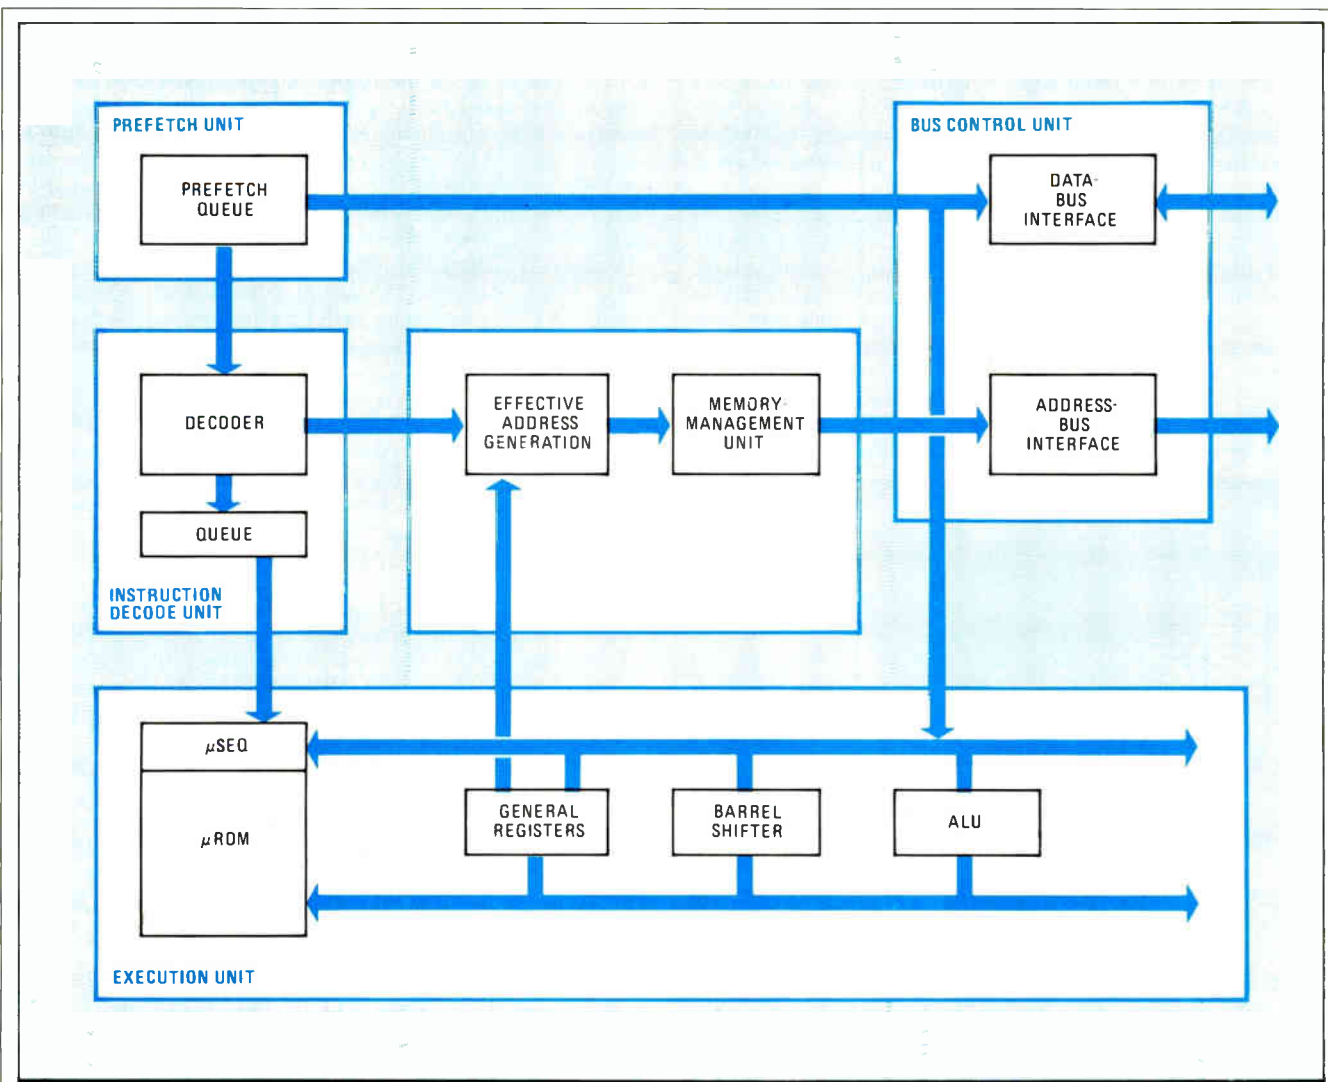 PREFETCH UNIT
PREFETCH
QUEUE
BUS CONTROL UNIT
DATA-
BUS
INTERFACE
DECODER
QUEUE
INSTRUCTION
DECODE UNIT
EFFECTIVE
ADDRESS
GENERATION
MEMORY-
MANAGEMENT
UNIT
ADDRESS-
BUS
INTERFACE
μSEQ
μROM
GENERAL
REGISTERS
BARREL
SHIFTER
ALU
EXECUTION UNIT